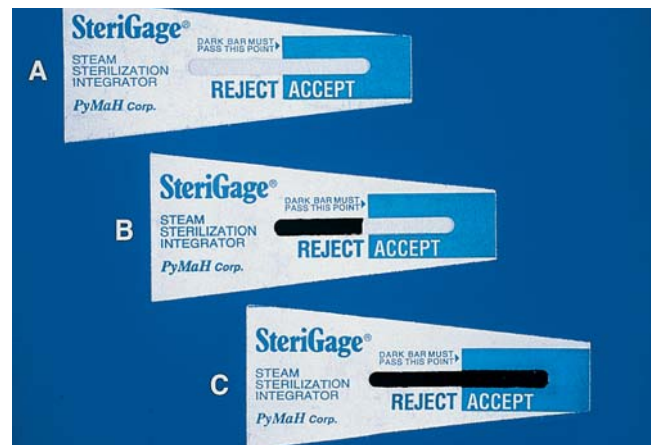 A
SteriGage®
DARK BAR MUST
PASS THIS POINT
STEAM
STERILIZATION
INTEGRATOR
REJECT ACCEPT
PyMaH Corp.
B
SteriGage®
DARK BAR MUST
PASS THIS POINT
STEAM
STERILIZATION
INTEGRATOR
REJECT ACCEPT
PyMaH Corp.
C
SteriGage®
DARK BAR MUST
PASS THIS POINT
STEAM
STERILIZATION
INTEGRATOR
REJECT ACCEPT
PyMaH Corp.